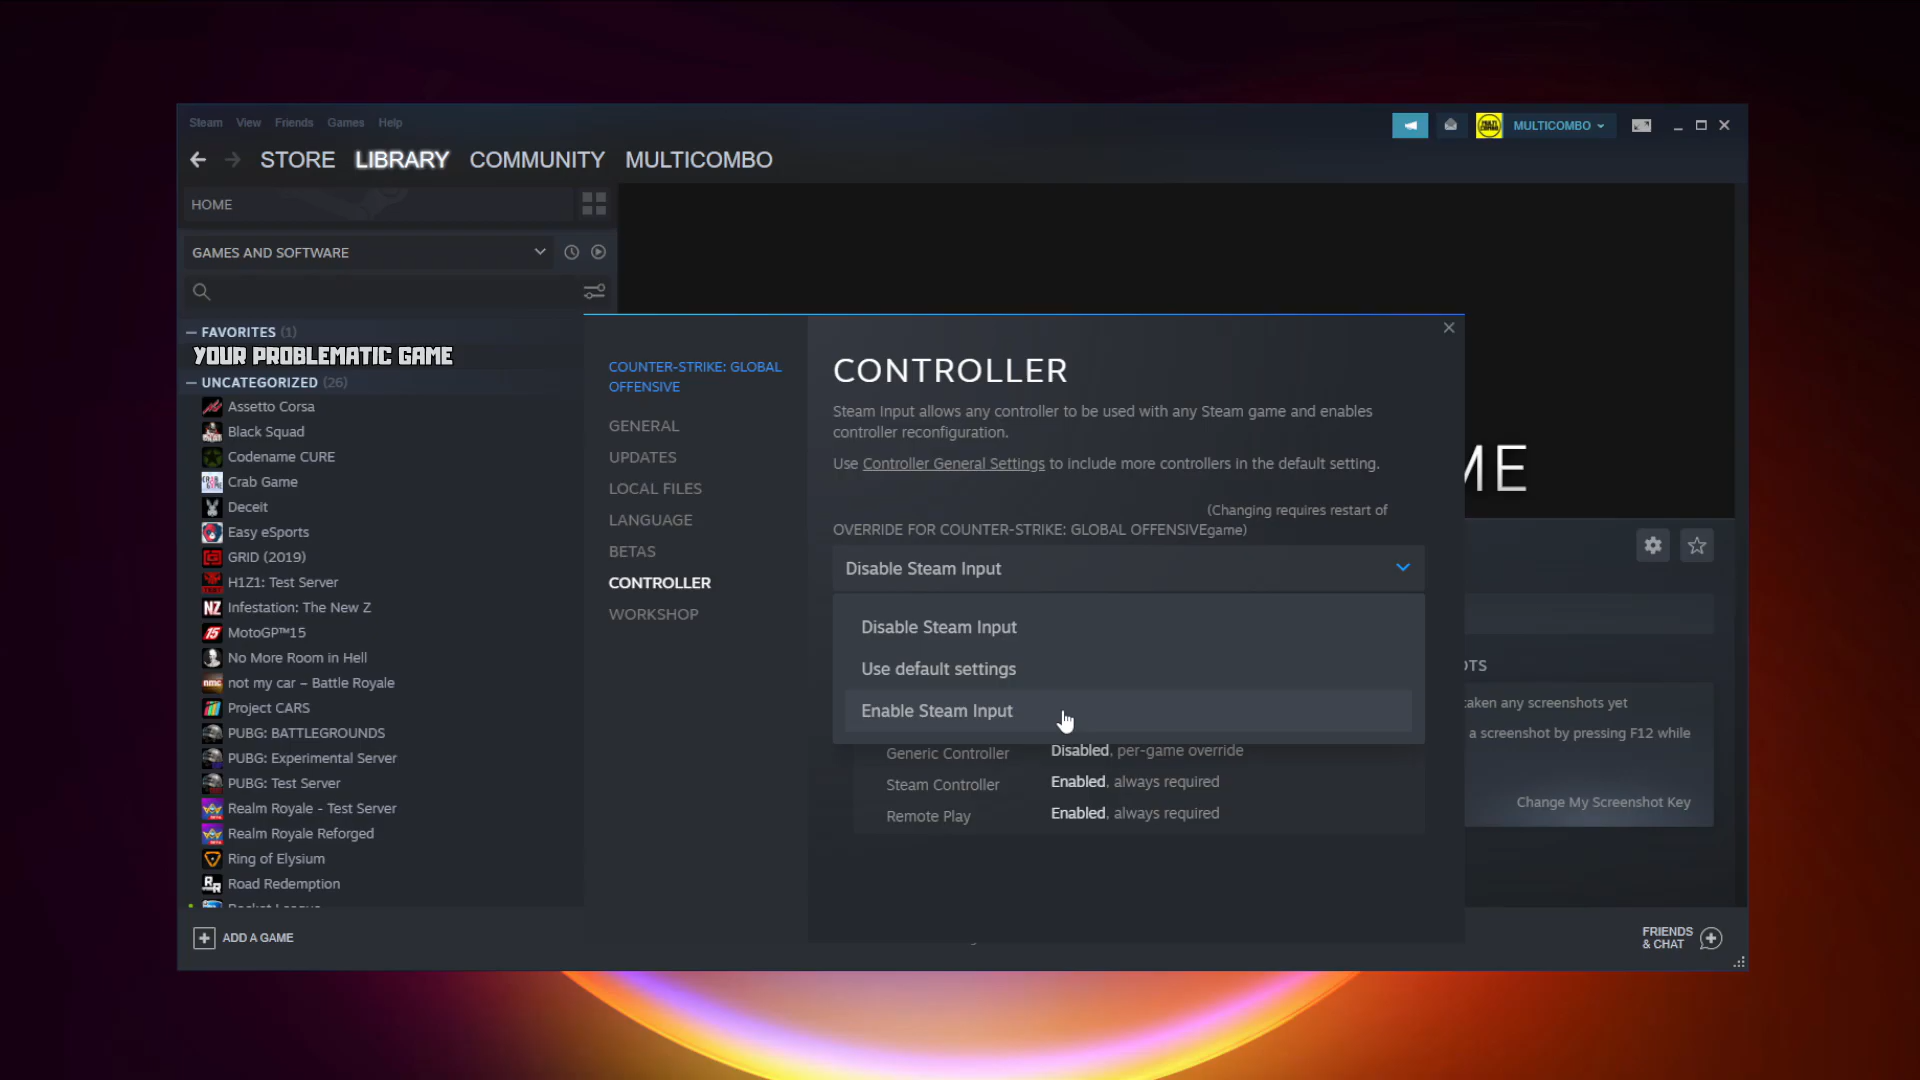 Steam View Friends Games Help
MULTICOMBO
STORE LIBRARY COMMUNITY MULTICOMBO
HOME
GAMES AND SOFTWARE
FAVORITES (1)
YOUR PROBLEMATIC GAME
UNCATEGORIZED (26)
Assetto Corsa
Black Squad
Codename CURE
Crab Game
Deceit
Easy eSports
GRID (2019)
H1Z1: Test Server
Infestation: The New Z
MotoGP™15
No More Room in Hell
not my car – Battle Royale
Project CARS
PUBG: BATTLEGROUNDS
PUBG: Experimental Server
PUBG: Test Server
Realm Royale - Test Server
Realm Royale Reforged
Ring of Elysium
Road Redemption
ADD A GAME
COUNTER-STRIKE: GLOBAL
OFFENSIVE
GENERAL
UPDATES
LOCAL FILES
LANGUAGE
BETAS
CONTROLLER
WORKSHOP
CONTROLLER
Steam Input allows any controller to be used with any Steam game and enables
controller reconfiguration.
Use Controller General Settings to include more controllers in the default setting.
(Changing requires restart of
OVERRIDE FOR COUNTER-STRIKE: GLOBAL OFFENSIVEgame)
Disable Steam Input
Disable Steam Input
Use default settings
Enable Steam Input
Generic Controller Disabled, per-game override
Steam Controller Enabled, always required
Remote Play Enabled, always required
ME
OTS
taken any screenshots yet
a screenshot by pressing F12 while
Change My Screenshot Key
FRIENDS
& CHAT